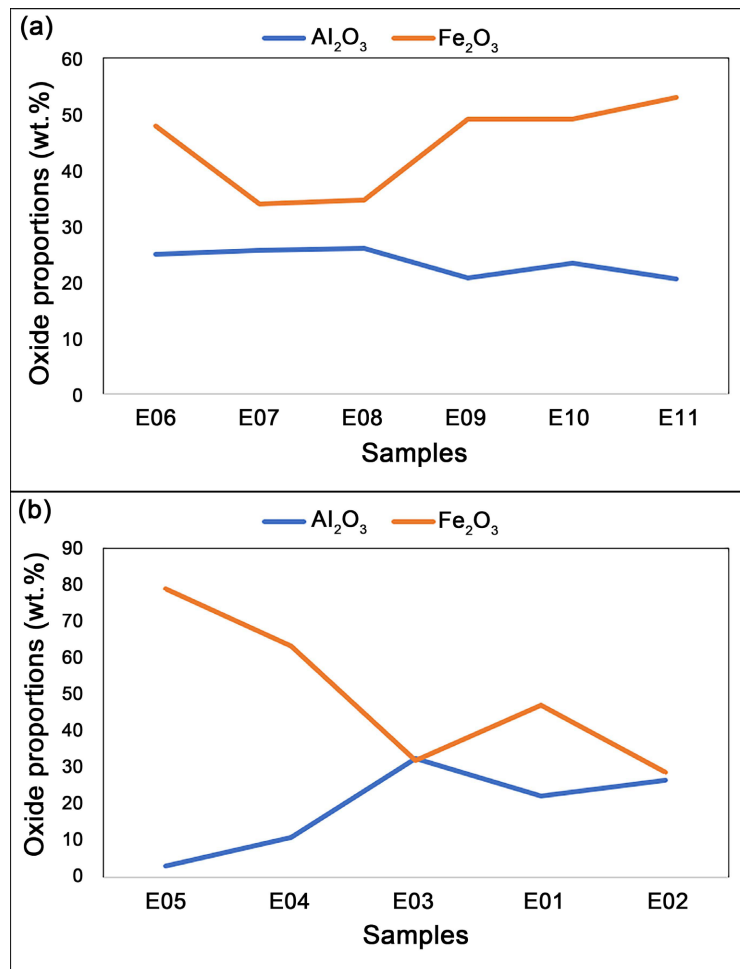 (a)
Al₂O₃ Fe₂O₃
60
50
40
30
20
10
0
Oxide proportions (wt.%)
E06 E07 E08 E09 E10 E11
Samples
(b)
Al₂O₃ Fe₂O₃
90
80
70
60
50
40
30
20
10
0
Oxide proportions (wt.%)
E05 E04 E03 E01 E02
Samples